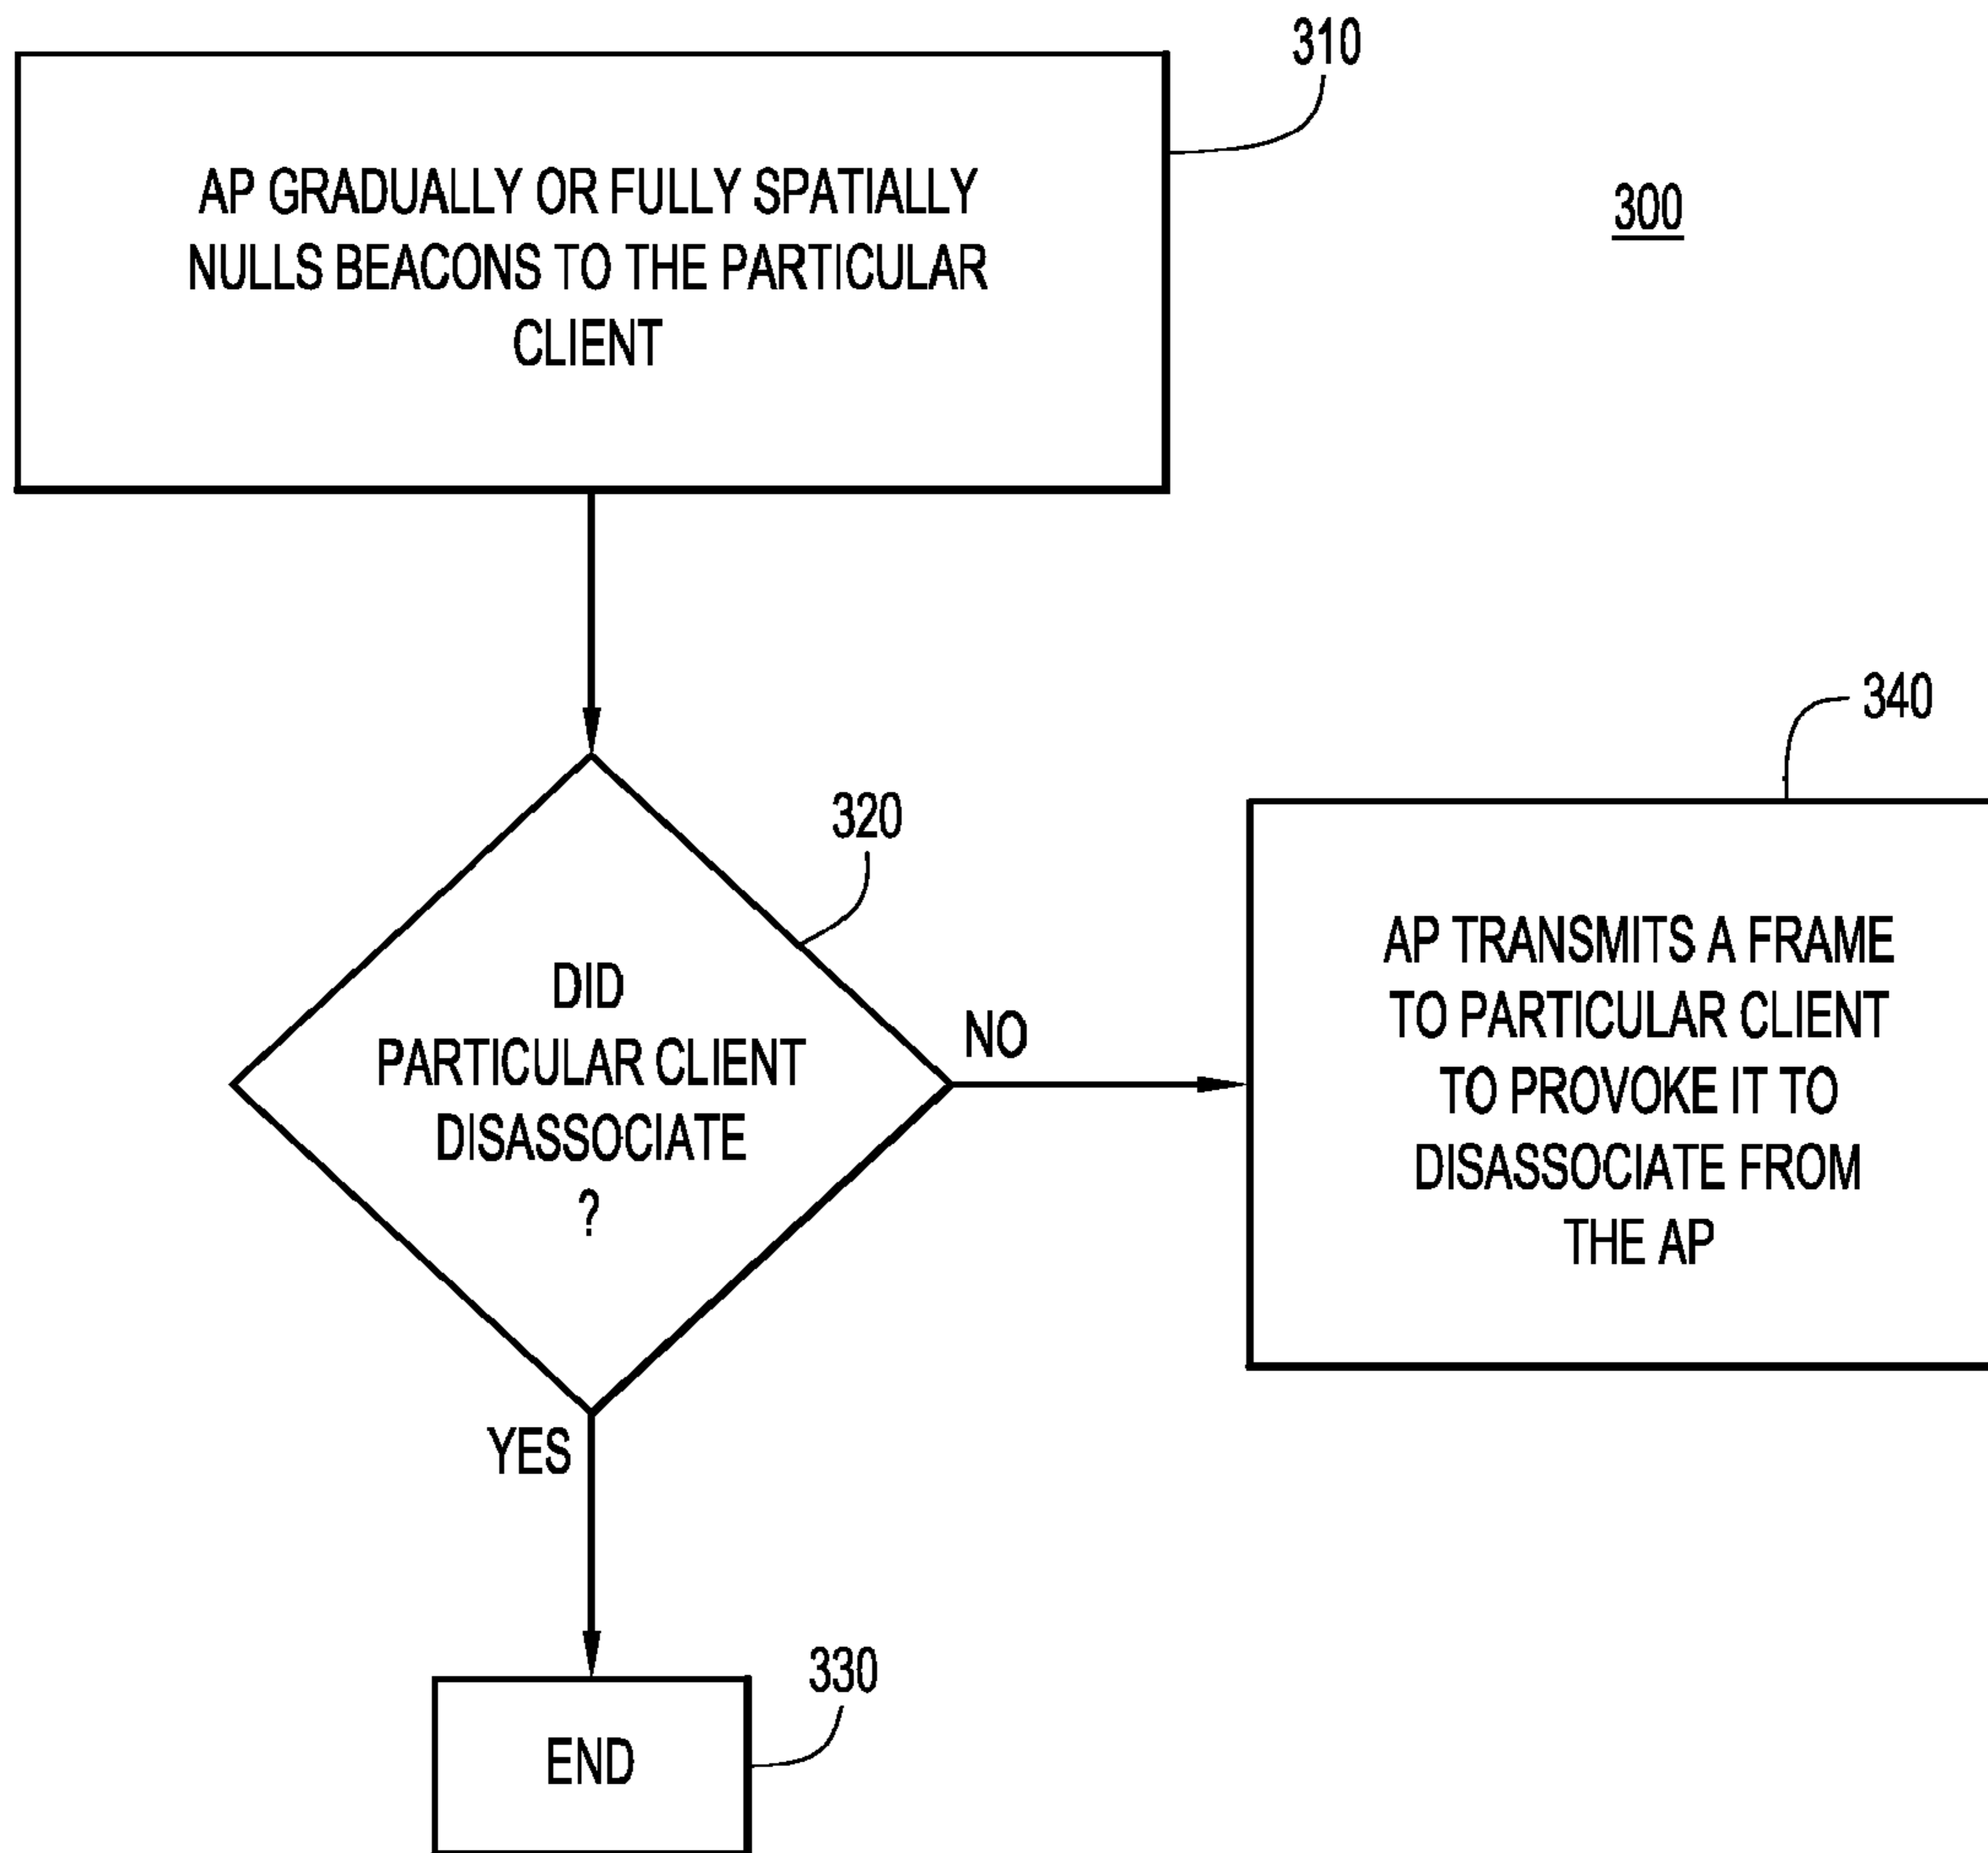 310
AP GRADUALLY OR FULLY SPATIALLY
NULLS BEACONS TO THE PARTICULAR
CLIENT
300
340
320
DID
PARTICULAR CLIENT
DISASSOCIATE
?
NO
AP TRANSMITS A FRAME
TO PARTICULAR CLIENT
TO PROVOKE IT TO
DISASSOCIATE FROM
THE AP
YES
330
END